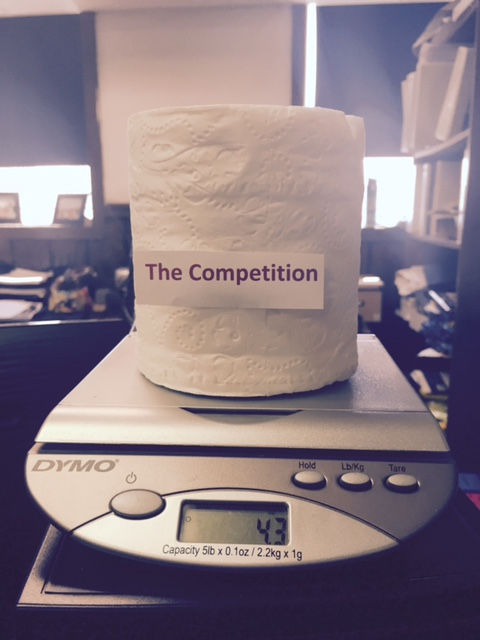 The Competition
DYMO®
Hold Lb/Kg Tare
4.3
Capacity 5lb x 0.1oz / 2.2kg x 1g